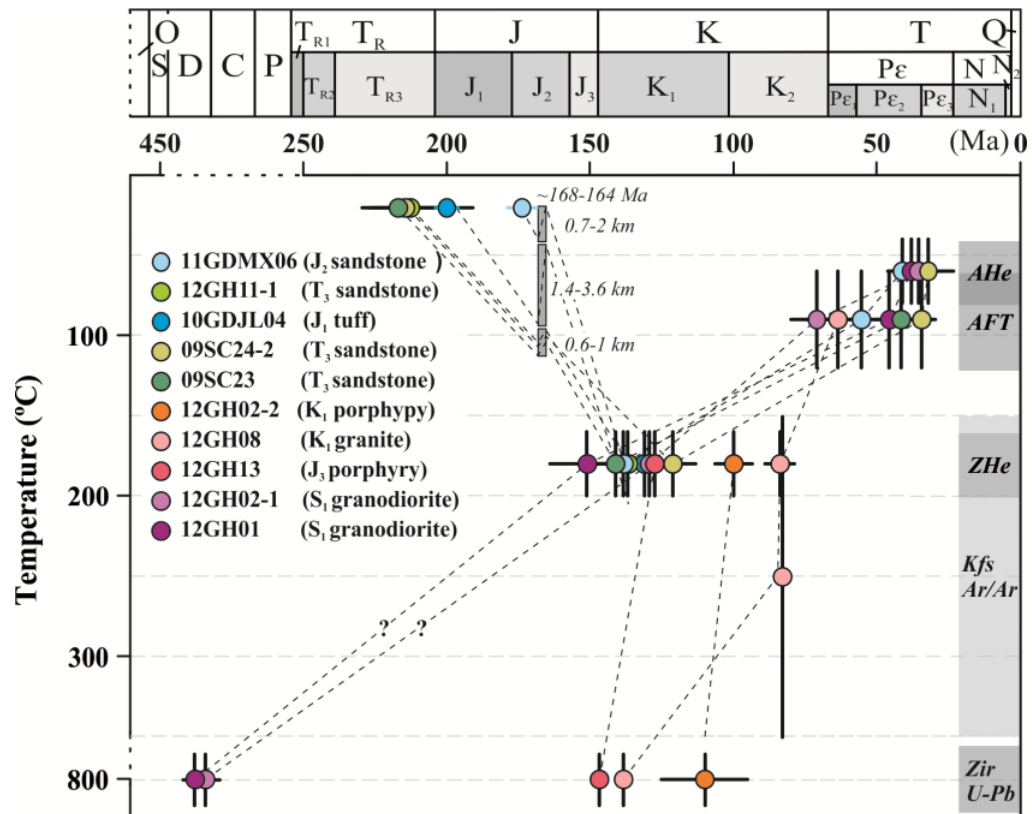 O T_R1 T_R J K T Q
S D C P Pε N N_2
T_R2 T_R3 J_1 J_2 J_3 K_1 K_2 Pε_1 Pε_2 Pε_3 N_1
450 250 200 150 100 50 (Ma) 0
~168-164 Ma
0.7-2 km
11GDMX06 (J_2 sandstone)
12GH11-1 (T_3 sandstone)
1.4-3.6 km
10GDJL04 (J_1 tuff)
09SC24-2 (T_3 sandstone)
0.6-1 km
09SC23 (T_3 sandstone)
12GH02-2 (K_1 porphypy)
12GH08 (K_1 granite)
12GH13 (J_3 porphyry)
12GH02-1 (S_1 granodiorite)
12GH01 (S_1 granodiorite)
? ?
Temperature (ºC)
100
200
300
800
AHe
AFT
ZHe
Kfs
Ar/Ar
Zir
U-Pb